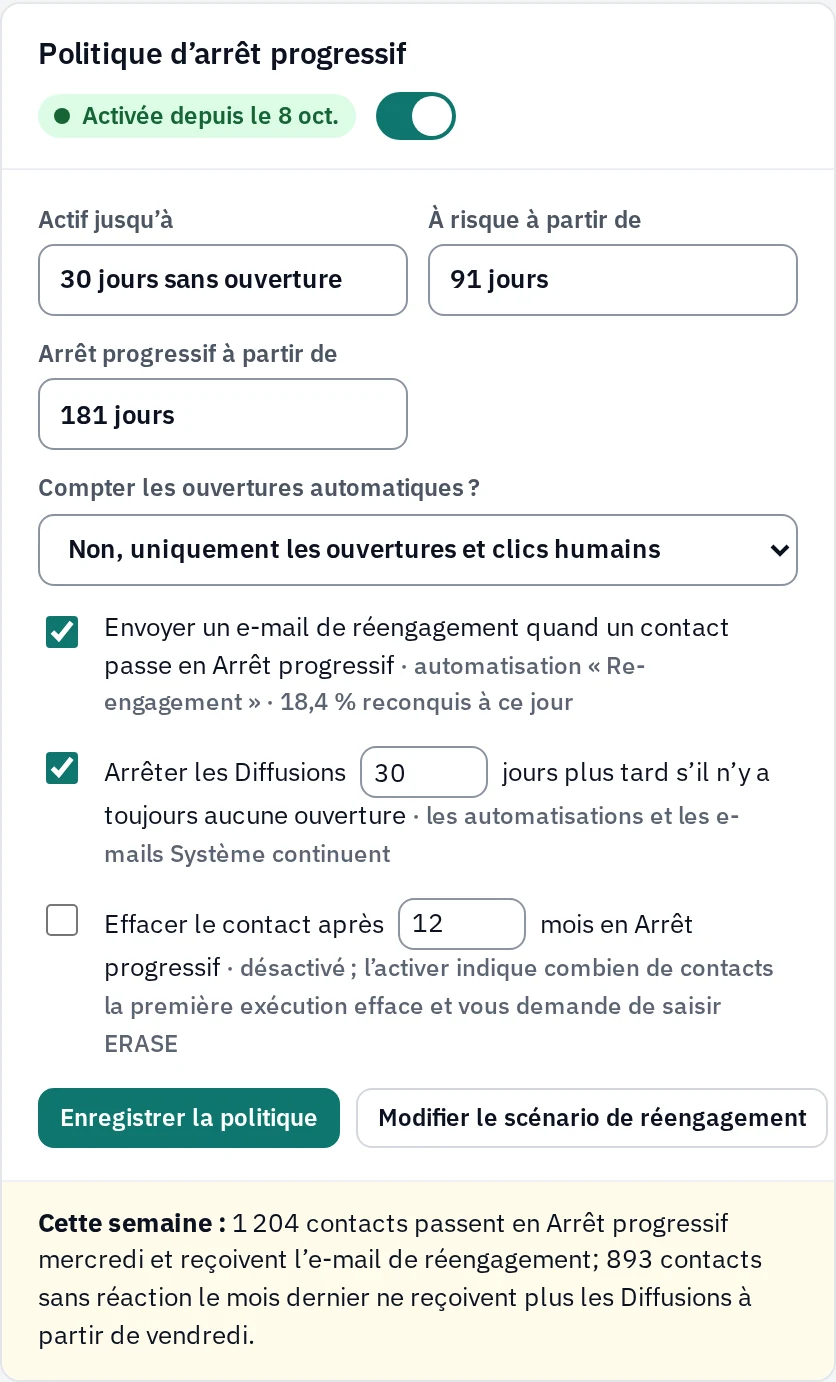 Politique d’arrêt progressif
Activée depuis le 8 oct.
Actif jusqu’à
À risque à partir de
30 jours sans ouverture
91 jours
Arrêt progressif à partir de
181 jours
Compter les ouvertures automatiques ?
Non, uniquement les ouvertures et clics humains
Envoyer un e-mail de réengagement quand un contact
passe en Arrêt progressif · automatisation « Re-
engagement » · 18,4 % reconquis à ce jour
Arrêter les Diffusions 30 jours plus tard s’il n’y a
toujours aucune ouverture · les automatisations et les e-
mails Système continuent
Effacer le contact après 12 mois en Arrêt
progressif · désactivé ; l’activer indique combien de contacts
la première exécution efface et vous demande de saisir
ERASE
Enregistrer la politique
Modifier le scénario de réengagement
Cette semaine : 1 204 contacts passent en Arrêt progressif
mercredi et reçoivent l’e-mail de réengagement; 893 contacts
sans réaction le mois dernier ne reçoivent plus les Diffusions à
partir de vendredi.